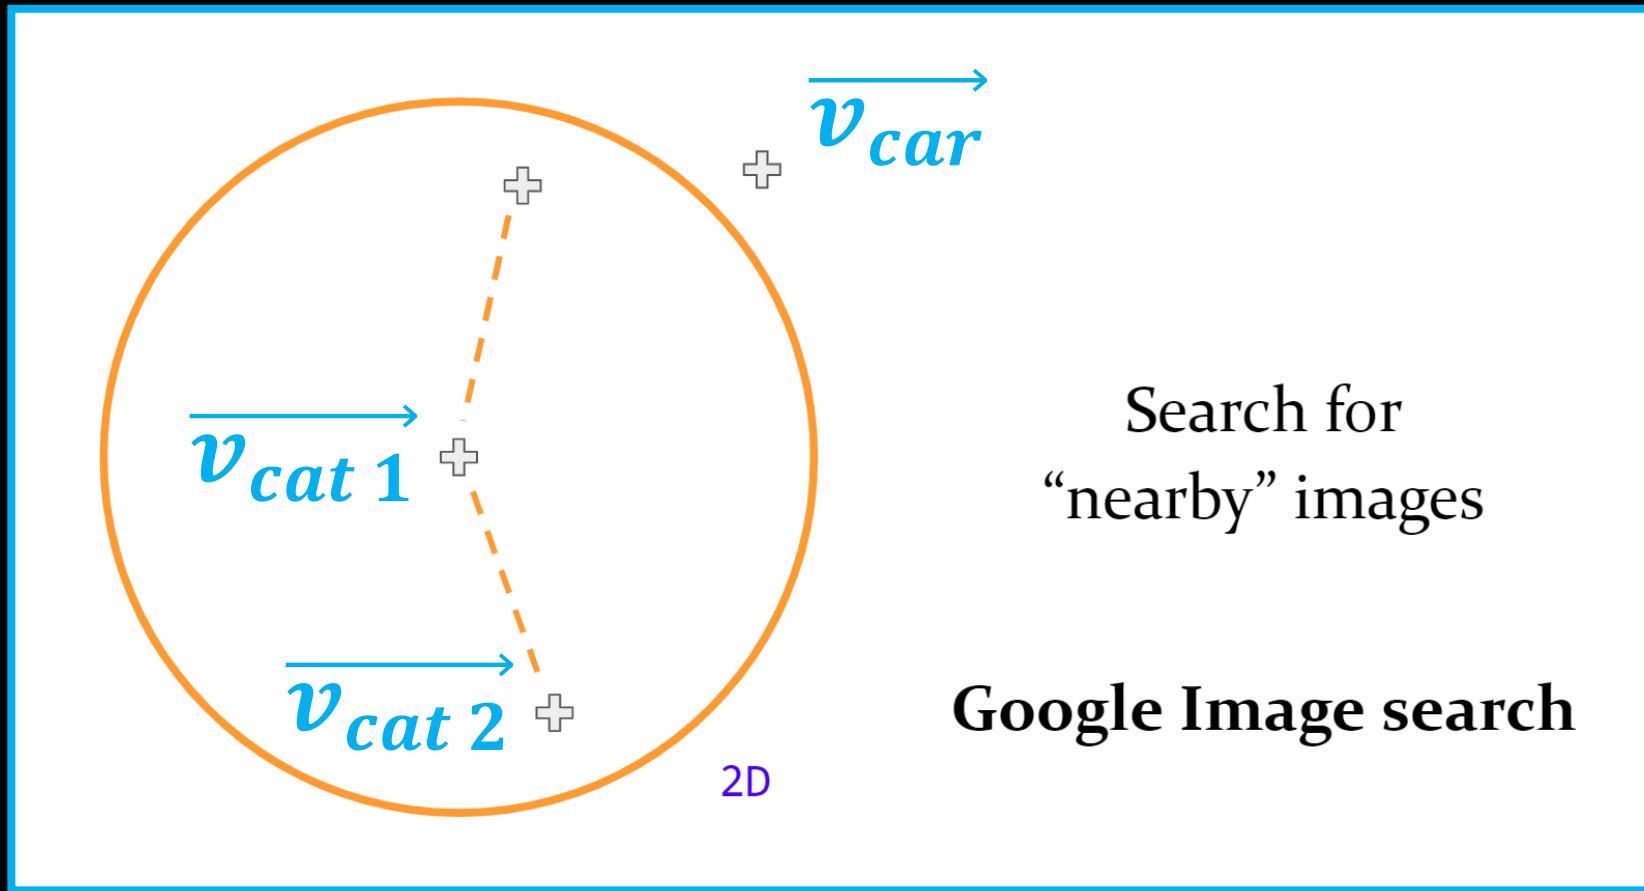 v car
v cat 1
Search for
“nearby” images
v cat 2
Google Image search
2D